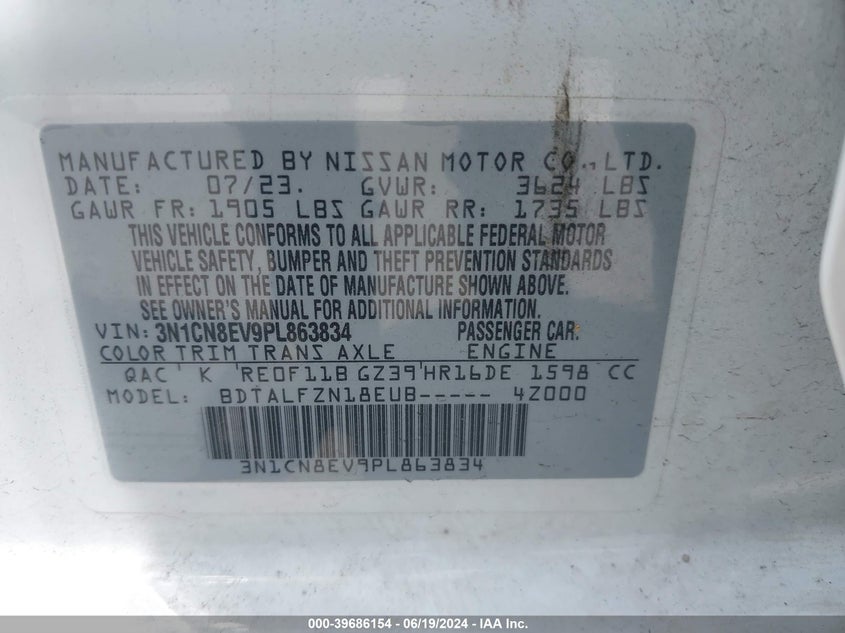 MANUFACTURED BY NISSAN MOTOR CO., LTD.
DATE: 07/23. GVWR: 3624 LBS
GAWR FR: 1905 LBS GAWR RR: 1735 LBS
THIS VEHICLE CONFORMS TO ALL APPLICABLE FEDERAL MOTOR
VEHICLE SAFETY, BUMPER AND THEFT PREVENTION STANDARDS
IN EFFECT ON THE DATE OF MANUFACTURE SHOWN ABOVE.
SEE OWNER'S MANUAL FOR ADDITIONAL INFORMATION.
VIN: 3N1CN8EV9PL863834 PASSENGER CAR.
COLOR TRIM TRANS AXLE ENGINE
QAC K RE0F11B GZ39 HR16DE 1598 CC
MODEL: BDTALFZN18EUB----- 4Z000
3N1CN8EV9PL863834
000-39686154 / 06/19/2024 - IAA Inc.